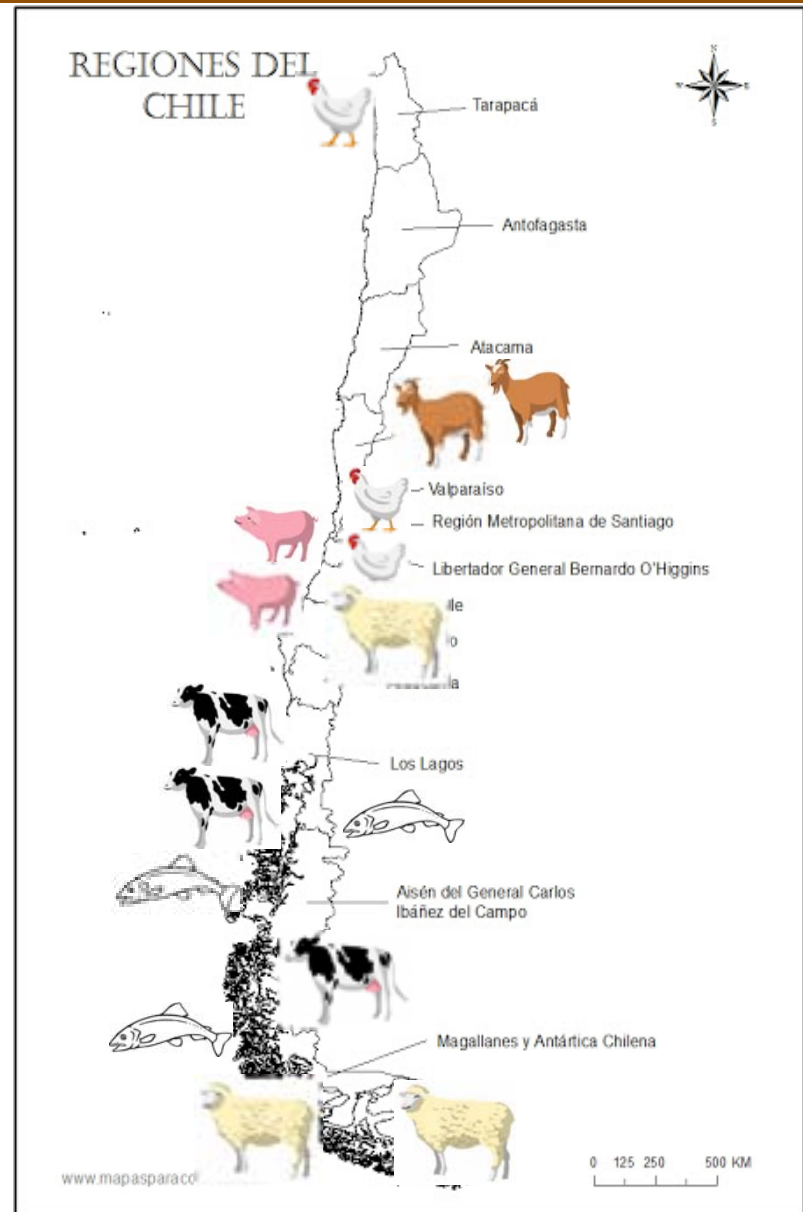 REGIONES DEL
CHILE
N
W E
S
Tarapacá
Antofagasta
Atacama
Valparaíso
Región Metropolitana de Santiago
Libertador General Bernardo O'Higgins
Los Lagos
Aisén del General Carlos
Ibáñez del Campo
Magallanes y Antártica Chilena
0 125 250 500 KM
www.mapasparaco